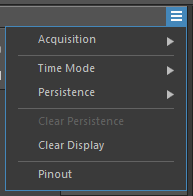 Acquisition
Time Mode
Persistence
Clear Persistence
Clear Display
Pinout